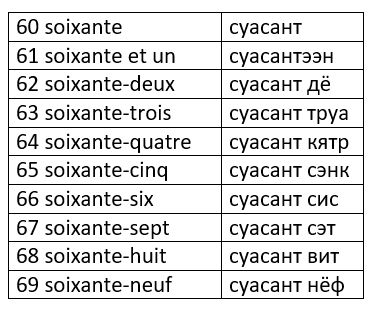 60 soixante суасант
61 soixante et un суасантээн
62 soixante-deux суасант дё
63 soixante-trois суасант труа
64 soixante-quatre суасант кятр
65 soixante-cinq суасант сэнк
66 soixante-six суасант сис
67 soixante-sept суасант сэт
68 soixante-huit суасант вит
69 soixante-neuf суасант нёф